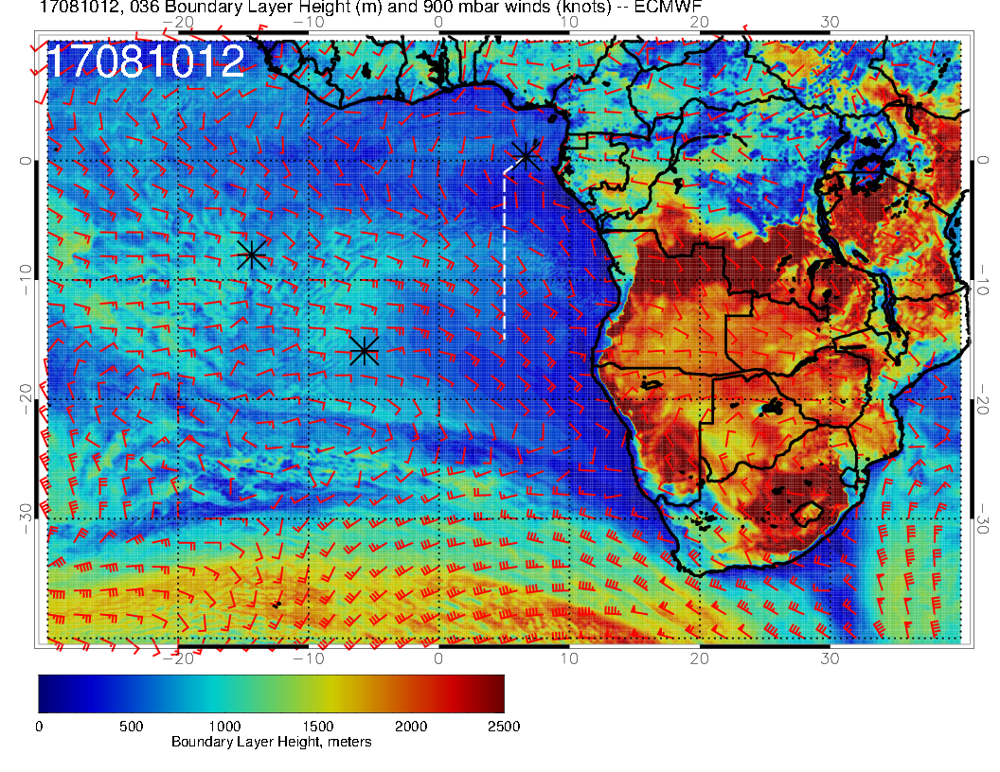 17081012, 036 Boundary Layer Height (m) and 900 mbar winds (knots) -- ECMWF
−20 −10 0 10 20 30
17081012
0 0
−10 −10
−20 −20
−30 −30
−20 −10 0 10 20 30
0 500 1000 1500 2000 2500
Boundary Layer Height, meters